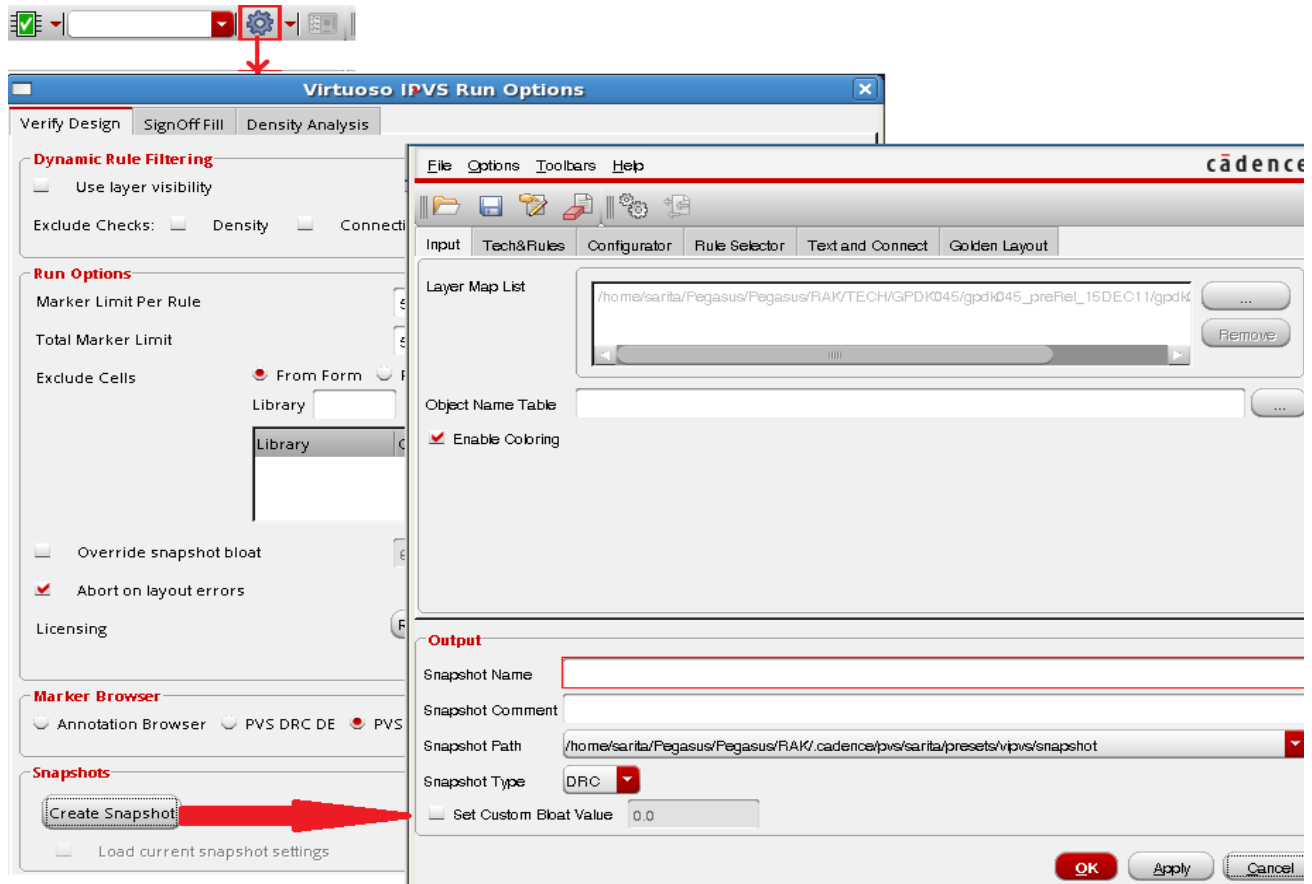 Virtuoso IPVS Run Options
Verify Design SignOff Fill Density Analysis
Dynamic Rule Filtering
Use layer visibility
Exclude Checks: Density Connecti
Run Options
Marker Limit Per Rule
Total Marker Limit
Exclude Cells From Form
Library
Library
Override snapshot bloat
Abort on layout errors
Licensing
Marker Browser
Annotation Browser PVS DRC DE PVS
Snapshots
Create Snapshot
Load current snapshot settings
File Options Toolbars Help cādence
Input Tech&Rules Configurator Rule Selector Text and Connect Golden Layout
Layer Map List
/home/sarita/Pegasus/Pegasus/RAK/TECH/GPDK045/gpdk045_preRel_15DEC11/gpdk0
...
Remove
Object Name Table ...
Enable Coloring
Output
Snapshot Name
Snapshot Comment
Snapshot Path /home/sarita/Pegasus/Pegasus/RAK/.cadence/pvs/sarita/presets/vipvs/snapshot
Snapshot Type DRC
Set Custom Bloat Value 0.0
OK Apply Cancel